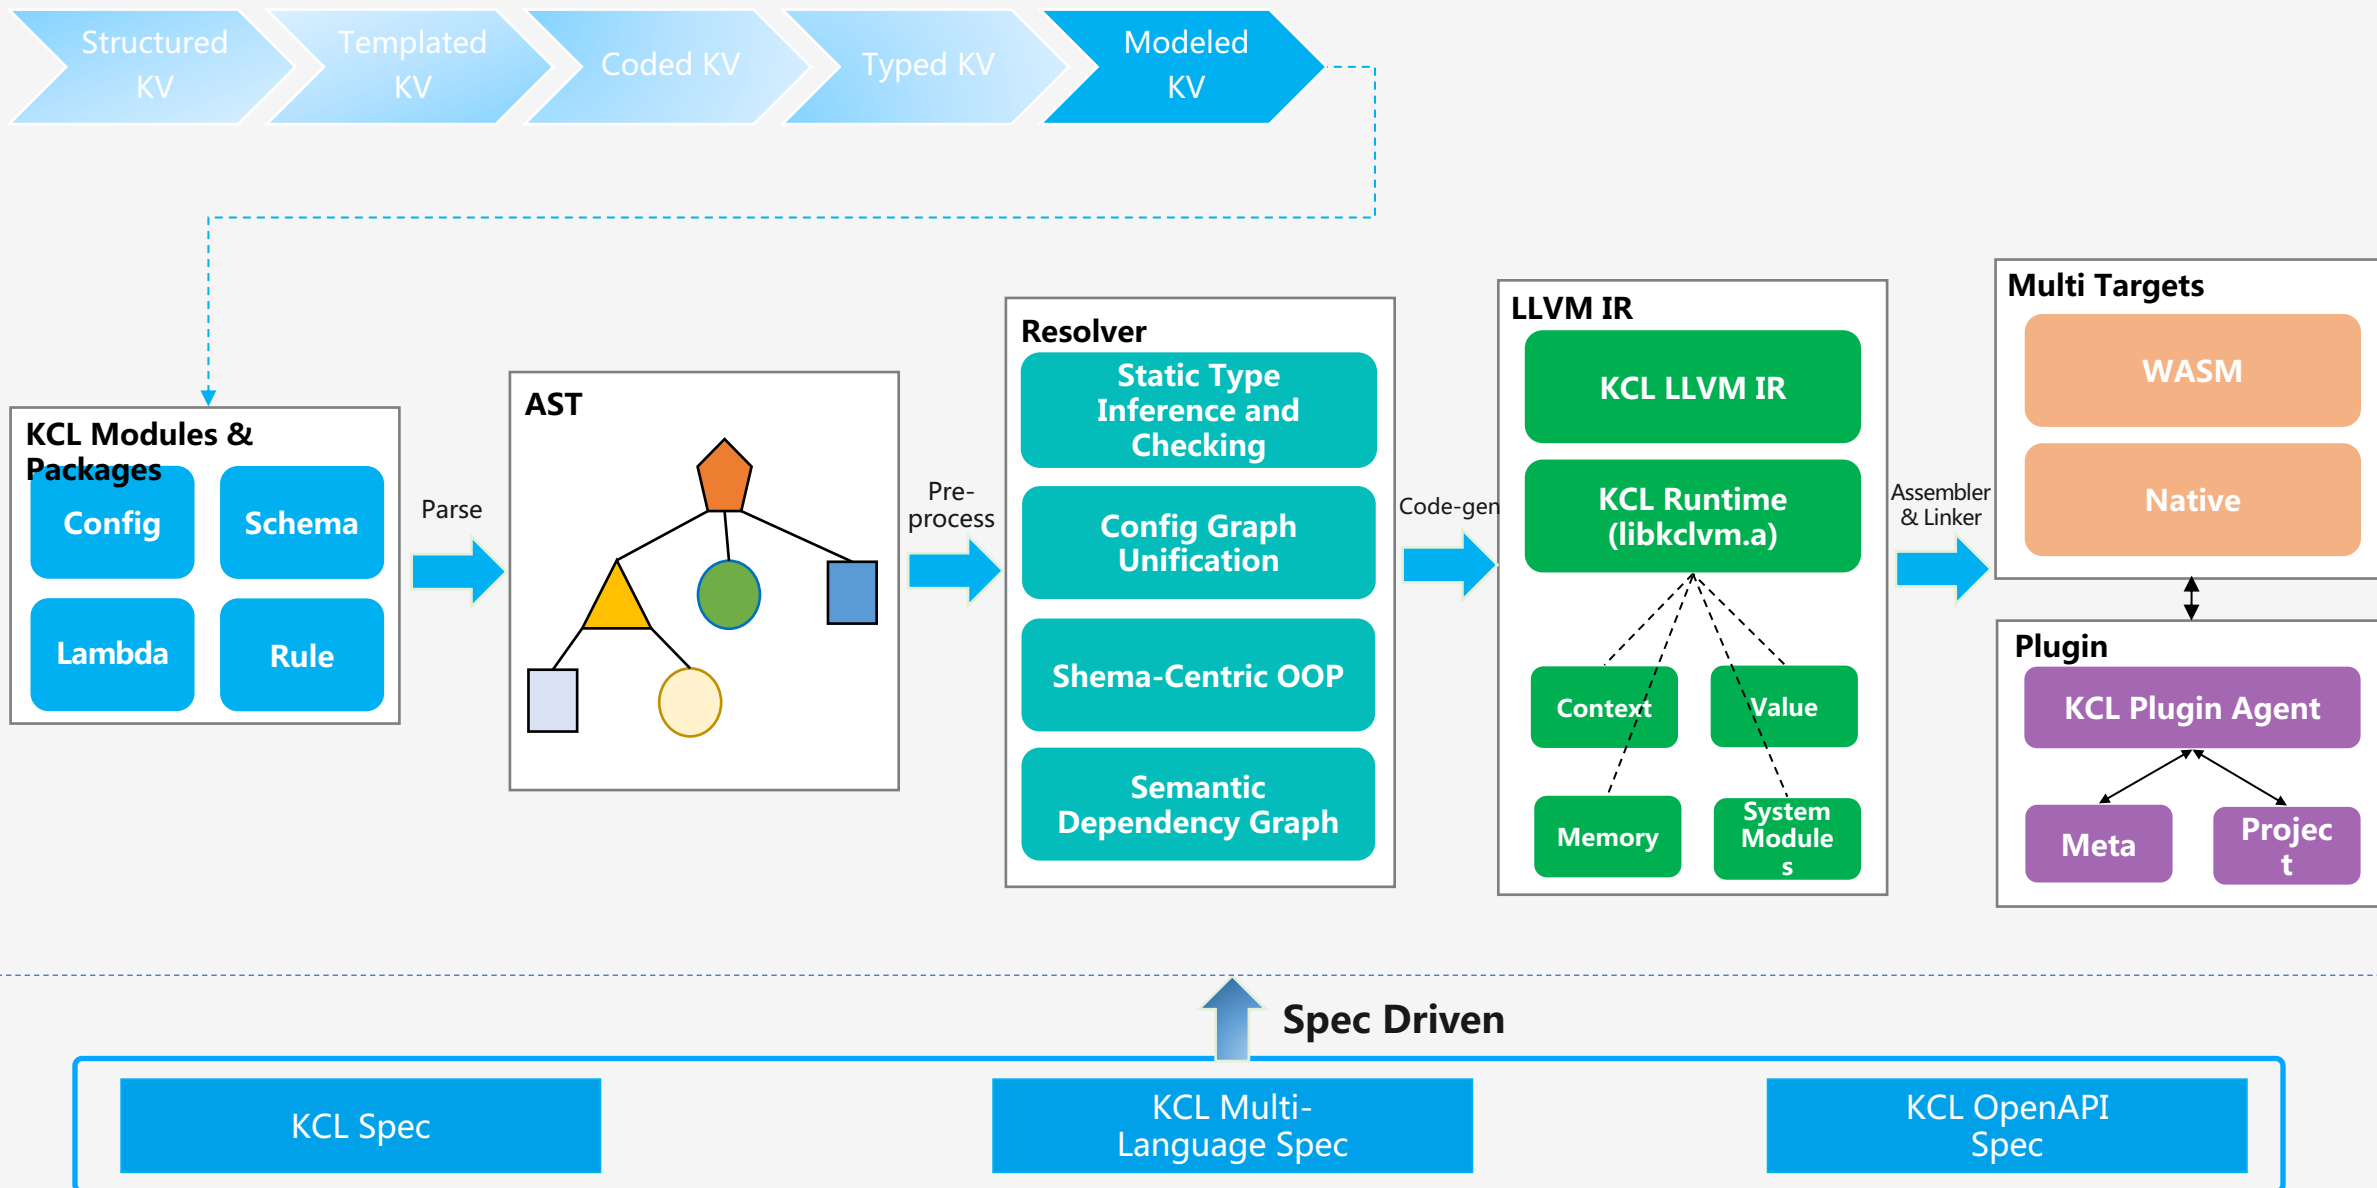 Structured
KV
Templated
KV
Coded KV
Typed KV
Modeled
KV
KCL Modules &
Packages
Config
Schema
Lambda
Rule
Parse
AST
Pre-
process
Resolver
Static Type
Inference and
Checking
Config Graph
Unification
Shema-Centric OOP
Semantic
Dependency Graph
Code-gen
LLVM IR
KCL LLVM IR
KCL Runtime
(libkclvm.a)
Context
Value
Memory
System
Module
s
Assembler
& Linker
Multi Targets
WASM
Native
Plugin
KCL Plugin Agent
Meta
Projec
t
Spec Driven
KCL Spec
KCL Multi-
Language Spec
KCL OpenAPI
Spec